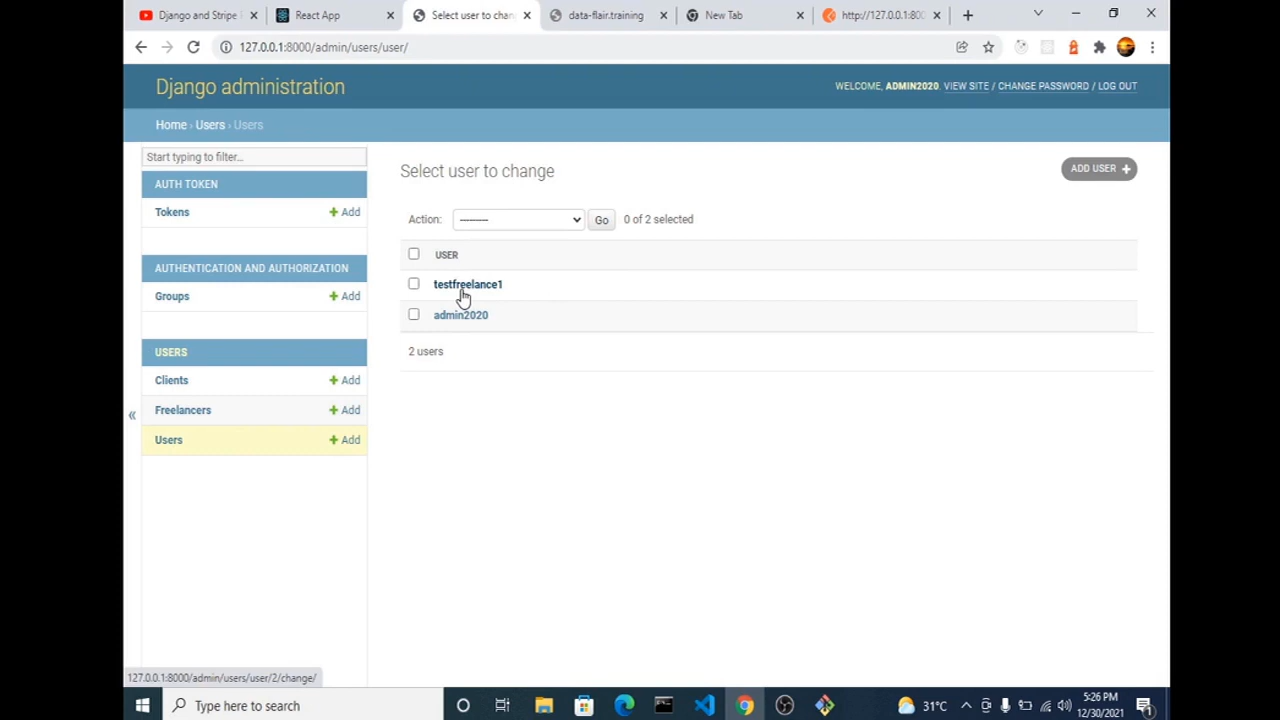 Django and Stripe
React App
Select user to chan
data-flair.training
New Tab
http://127.0.0.1:800
127.0.0.1:8000/admin/users/user/
Django administration
WELCOME, ADMIN2020. VIEW SITE / CHANGE PASSWORD / LOG OUT
Home › Users › Users
Start typing to filter...
Select user to change
ADD USER +
AUTH TOKEN
Tokens + Add
Action: --------- Go 0 of 2 selected
USER
AUTHENTICATION AND AUTHORIZATION
testfreelance1
Groups + Add
admin2020
USERS
2 users
Clients + Add
Freelancers + Add
«
Users + Add
127.0.0.1:8000/admin/users/user/2/change/
Type here to search
31°C
5:26 PM
12/30/2021
1